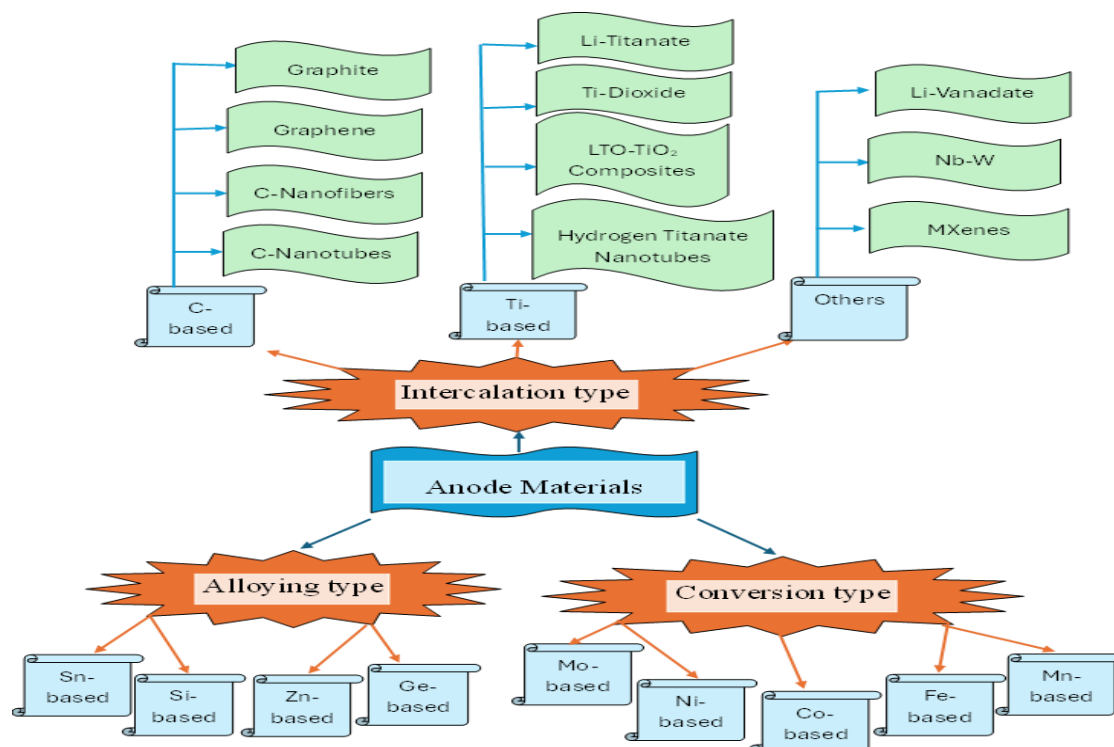 Li-Titanate
Graphite
Ti-Dioxide
Li-Vanadate
Graphene
LTO-TiO₂
Composites
Nb-W
C-Nanofibers
MXenes
C-Nanotubes
Hydrogen Titanate
Nanotubes
C-
based
Ti-
based
Others
Intercalation type
Anode Materials
Alloying type
Conversion type
Sn-
based
Si-
based
Zn-
based
Ge-
based
Mo-
based
Ni-
based
Co-
based
Fe-
based
Mn-
based